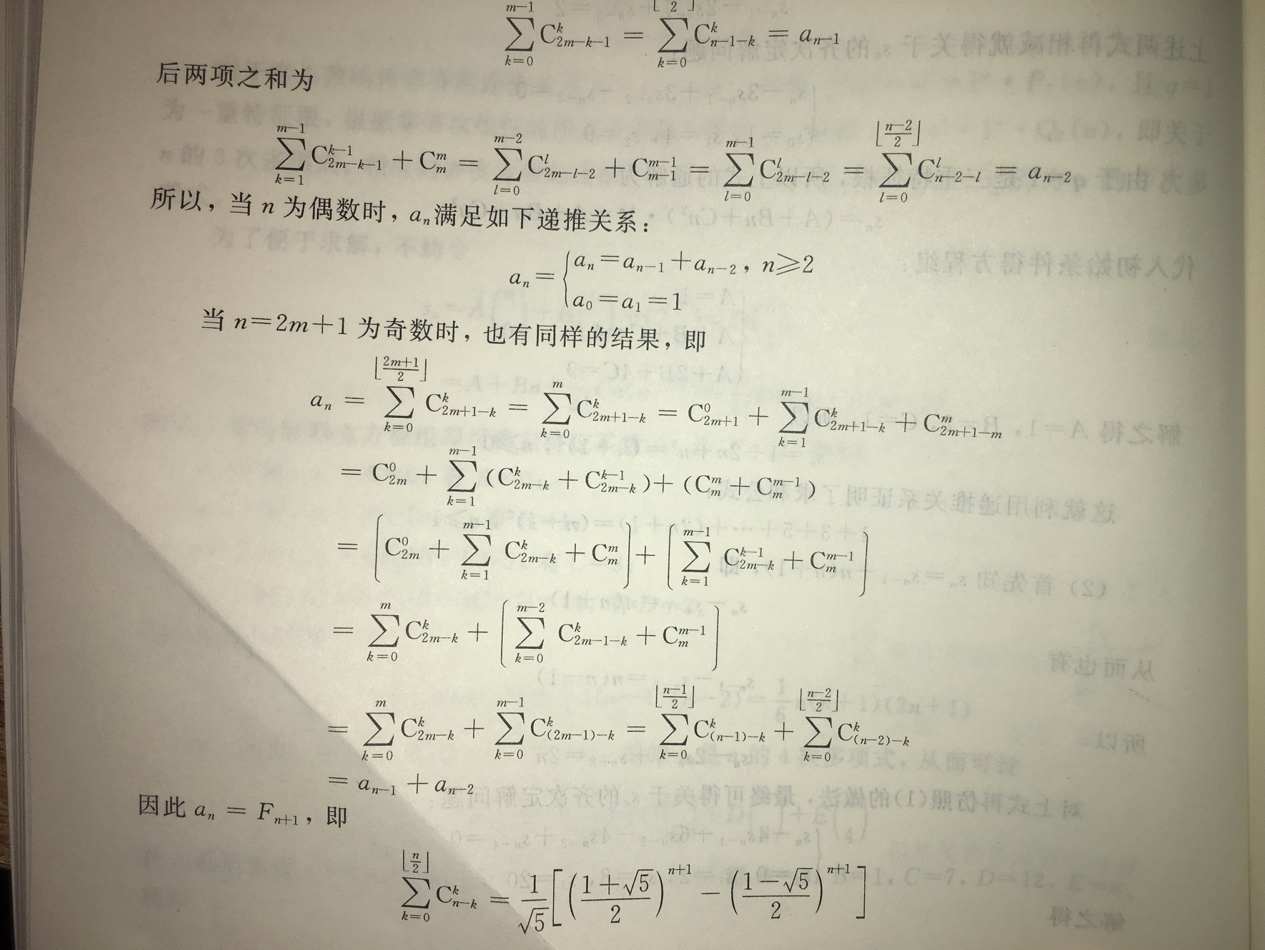 $\sum_{k=0}^{m-1} C_{2m-k-1}^{k} = \sum_{k=0}^{\lfloor \frac{}{2} \rfloor} C_{n-1-k}^{k} = a_{n-1}$
后两项之和为
$\sum_{k=1}^{m-1} C_{2m-k-1}^{k-1} + C_{m}^{m} = \sum_{l=0}^{m-2} C_{2m-l-2}^{l} + C_{m-1}^{m-1} = \sum_{l=0}^{m-1} C_{2m-l-2}^{l} = \sum_{l=0}^{\lfloor \frac{n-2}{2} \rfloor} C_{n-2-l}^{l} = a_{n-2}$
所以，当 n 为偶数时，$a_n$满足如下递推关系：
$a_n = \begin{cases} a_n = a_{n-1} + a_{n-2}, \ n \geqslant 2 \\ a_0 = a_1 = 1 \end{cases}$
当 n=2m+1 为奇数时，也有同样的结果，即
$a_n = \sum_{k=0}^{\lfloor \frac{2m+1}{2} \rfloor} C_{2m+1-k}^{k} = \sum_{k=0}^{m} C_{2m+1-k}^{k} = C_{2m+1}^{0} + \sum_{k=1}^{m-1} C_{2m+1-k}^{k} + C_{2m+1-m}^{m}$
$= C_{2m}^{0} + \sum_{k=1}^{m-1} (C_{2m-k}^{k} + C_{2m-k}^{k-1}) + (C_{m}^{m} + C_{m}^{m-1})$
$= \left[ C_{2m}^{0} + \sum_{k=1}^{m-1} C_{2m-k}^{k} + C_{m}^{m} \right] + \left[ \sum_{k=1}^{m-1} C_{2m-k}^{k-1} + C_{m}^{m-1} \right]$
$= \sum_{k=0}^{m} C_{2m-k}^{k} + \left[ \sum_{k=0}^{m-2} C_{2m-1-k}^{k} + C_{m}^{m-1} \right]$
$= \sum_{k=0}^{m} C_{2m-k}^{k} + \sum_{k=0}^{m-1} C_{(2m-1)-k}^{k} = \sum_{k=0}^{\lfloor \frac{n-1}{2} \rfloor} C_{(n-1)-k}^{k} + \sum_{k=0}^{\lfloor \frac{n-2}{2} \rfloor} C_{(n-2)-k}^{k}$
$= a_{n-1} + a_{n-2}$
因此 $a_n = F_{n+1}$，即
$\sum_{k=0}^{\lfloor \frac{n}{2} \rfloor} C_{n-k}^{k} = \frac{1}{\sqrt{5}} \left[ \left( \frac{1+\sqrt{5}}{2} \right)^{n+1} - \left( \frac{1-\sqrt{5}}{2} \right)^{n+1} \right]$